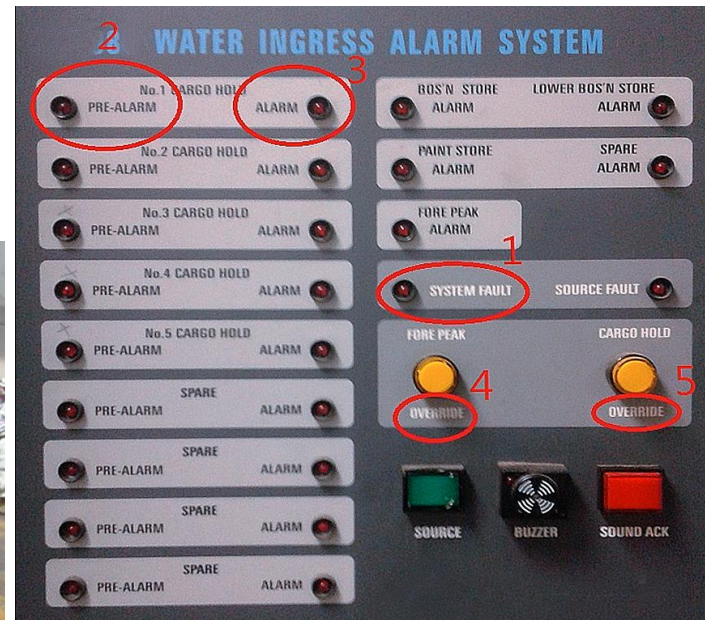 WATER INGRESS ALARM SYSTEM
2
3
No.1 CARGO HOLD
PRE-ALARM ALARM
No.2 CARGO HOLD
PRE-ALARM ALARM
No.3 CARGO HOLD
PRE-ALARM ALARM
No.4 CARGO HOLD
PRE-ALARM ALARM
No.5 CARGO HOLD
PRE-ALARM ALARM
SPARE
PRE-ALARM ALARM
SPARE
PRE-ALARM ALARM
SPARE
PRE-ALARM ALARM
SPARE
PRE-ALARM ALARM
BOS'N STORE LOWER BOS'N STORE
ALARM ALARM
PAINT STORE SPARE
ALARM ALARM
FORE PEAK
ALARM
1
SYSTEM FAULT SOURCE FAULT
FORE PEAK CARGO HOLD
4 5
OVERRIDE OVERRIDE
SOURCE BUZZER SOUND ACK